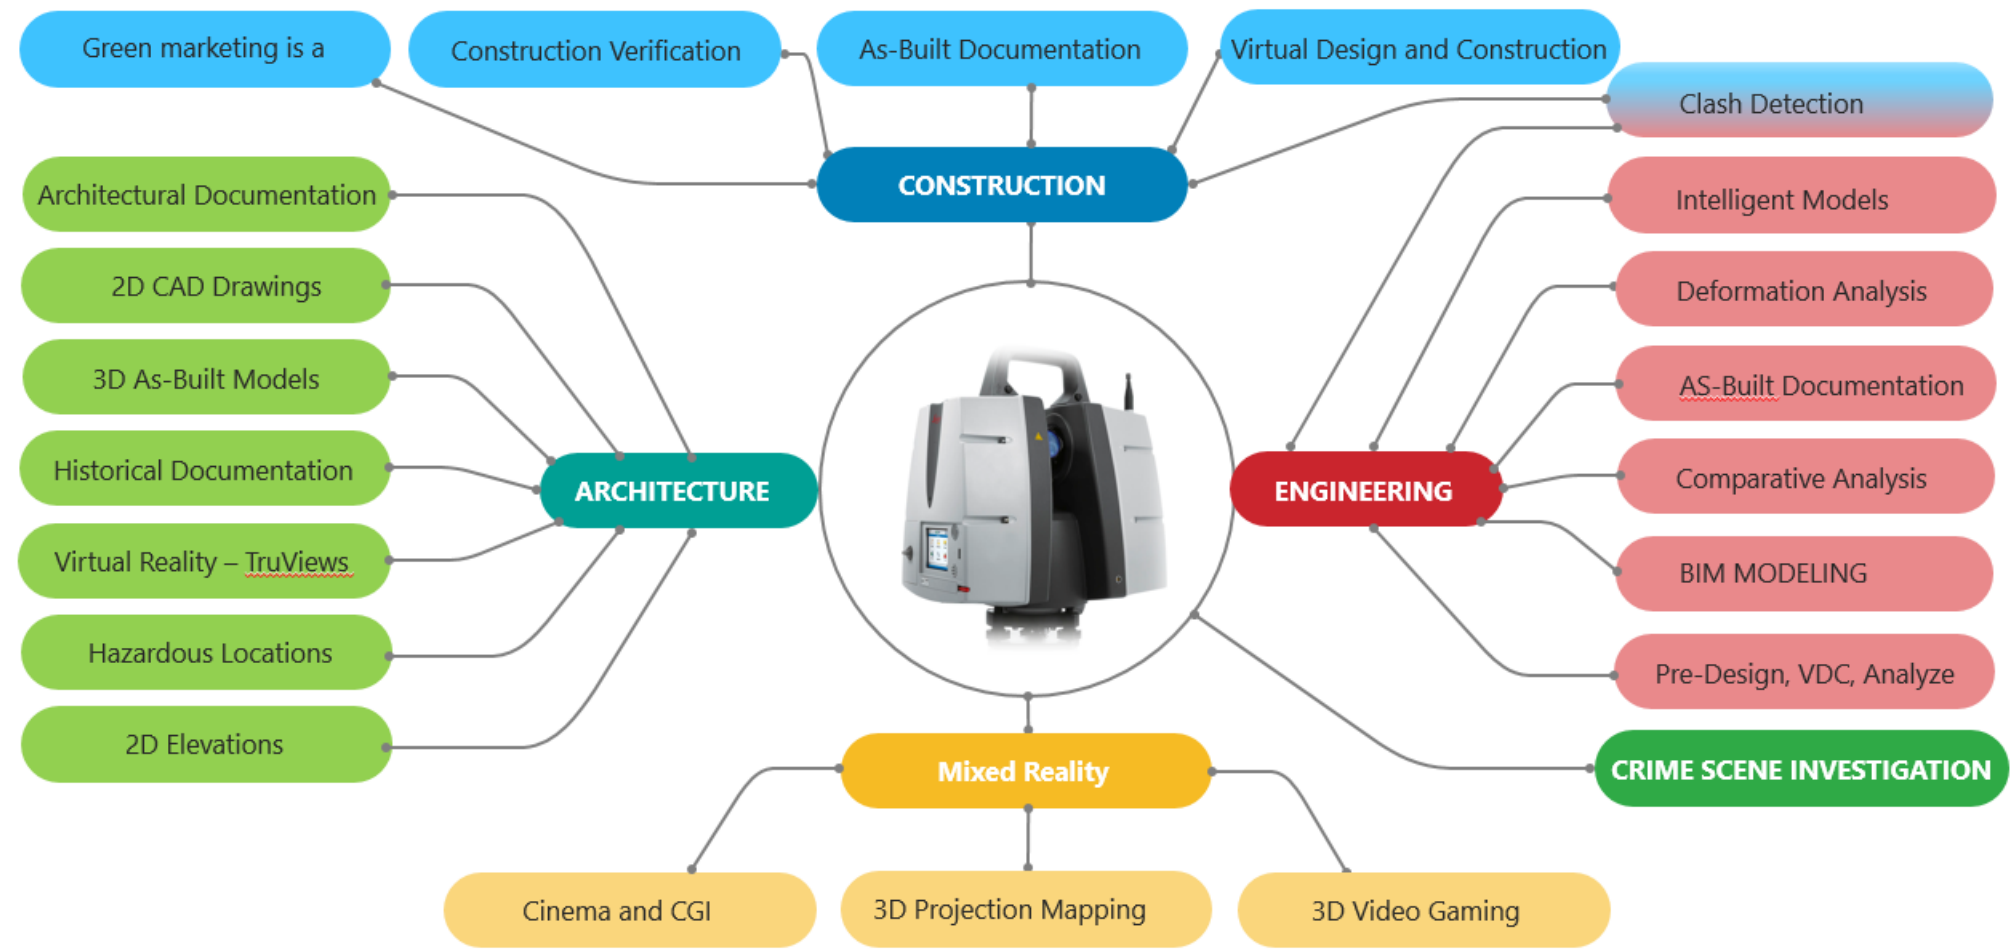 Green marketing is a
Construction Verification
As-Built Documentation
Virtual Design and Construction
Clash Detection
CONSTRUCTION
Architectural Documentation
2D CAD Drawings
3D As-Built Models
Historical Documentation
Virtual Reality – TruViews
Hazardous Locations
2D Elevations
ARCHITECTURE
ENGINEERING
Intelligent Models
Deformation Analysis
AS-Built Documentation
Comparative Analysis
BIM MODELING
Pre-Design, VDC, Analyze
CRIME SCENE INVESTIGATION
Mixed Reality
Cinema and CGI
3D Projection Mapping
3D Video Gaming